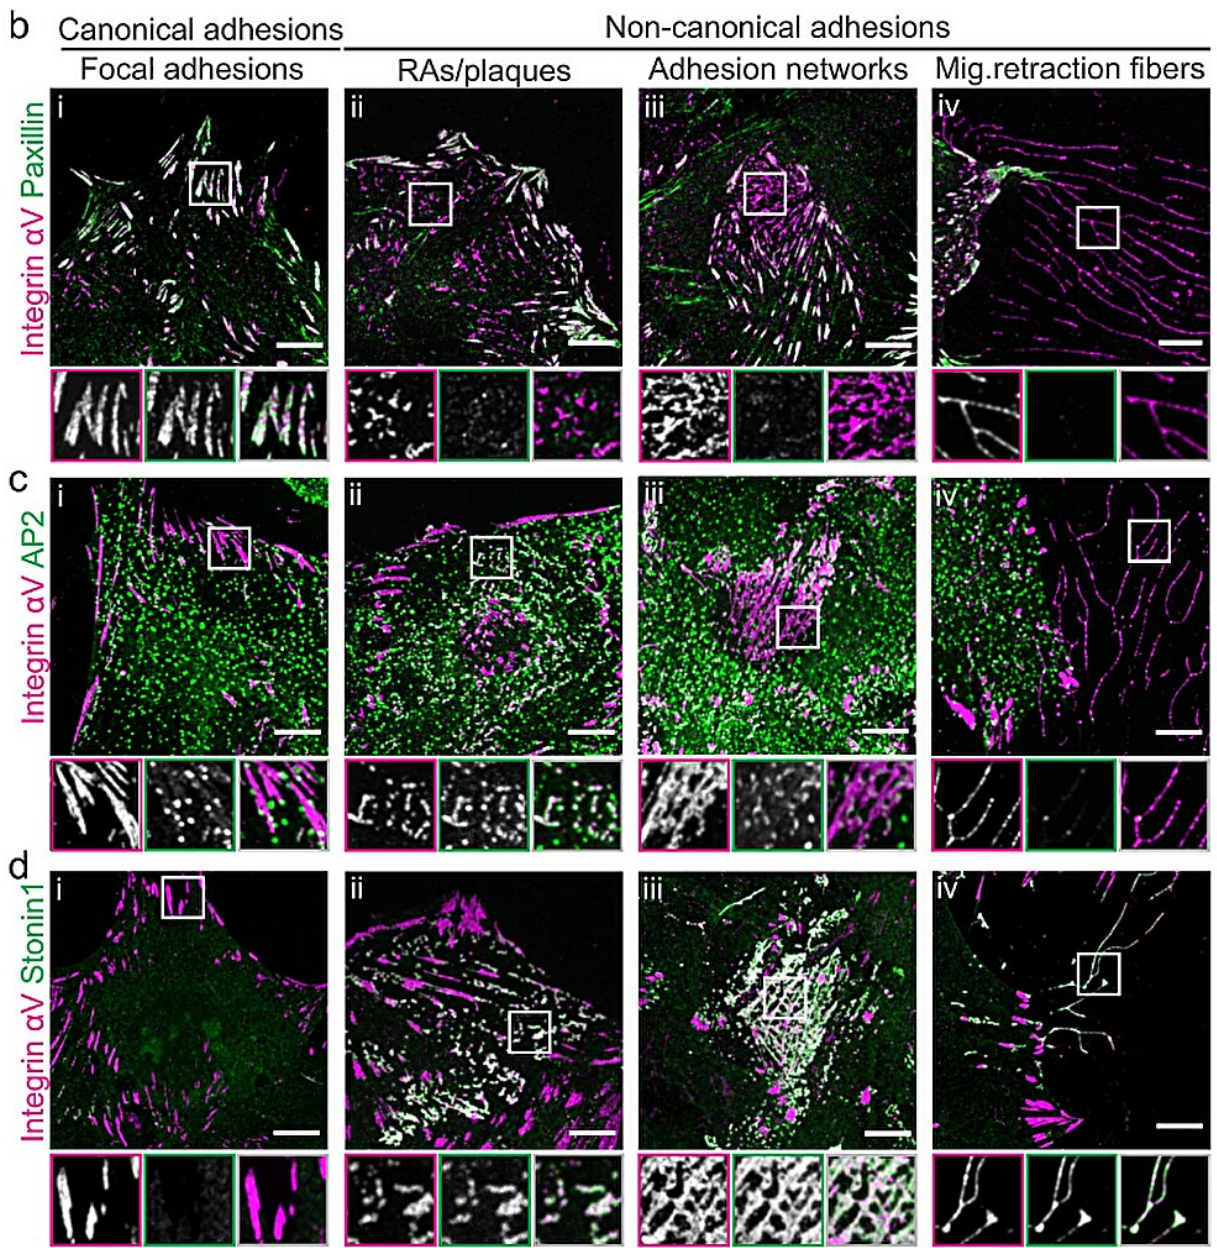 b
Canonical adhesions
Non-canonical adhesions
Focal adhesions
RAs/plaques
Adhesion networks
Mig.retraction fibers
Integrin αV Paxillin
i
ii
iii
iv
c
Integrin αV AP2
i
ii
iii
iv
d
Integrin αV Stonin1
i
ii
iii
iv